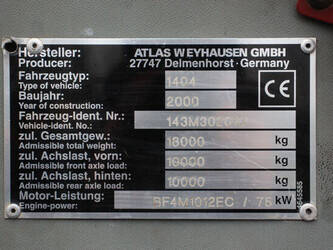 Hersteller: ATLAS WEYHAUSEN GMBH
Producer: 27747 Delmenhorst · Germany
Fahrzeugtyp: 1404
Type of vehicle:
Baujahr: 2000
Year of construction:
CE
Fahrzeug-Ident. Nr.:
Vehicle-ident. No.:
zul. Gesamtgew.: 18000 kg
Admissible total weight:
zul. Achslast, vorn: 10000 kg
Admissible front axle load:
zul. Achslast, hinten: 10000 kg
Admissible rear axle load:
Motor-Leistung: BF4M1012EC / 75 kW
Engine-power: